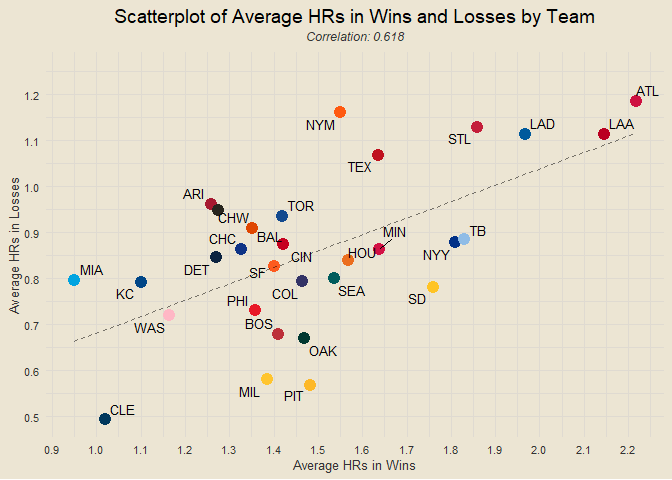 Scatterplot of Average HRs in Wins and Losses by Team
Correlation: 0.618
ATL
1.2
NYM
STL
LAD
LAA
1.1
TEX
1.0
ARI
CHW
TOR
0.9
CHC
BAL
MIN
TB
DET
SF
CIN
HOU
NYY
0.8
MIA
KC
COL
SEA
SD
0.7
WAS
PHI
BOS
OAK
0.6
MIL
PIT
0.5
CLE
Average HRs in Losses
0.9 1.0 1.1 1.2 1.3 1.4 1.5 1.6 1.7 1.8 1.9 2.0 2.1 2.2
Average HRs in Wins